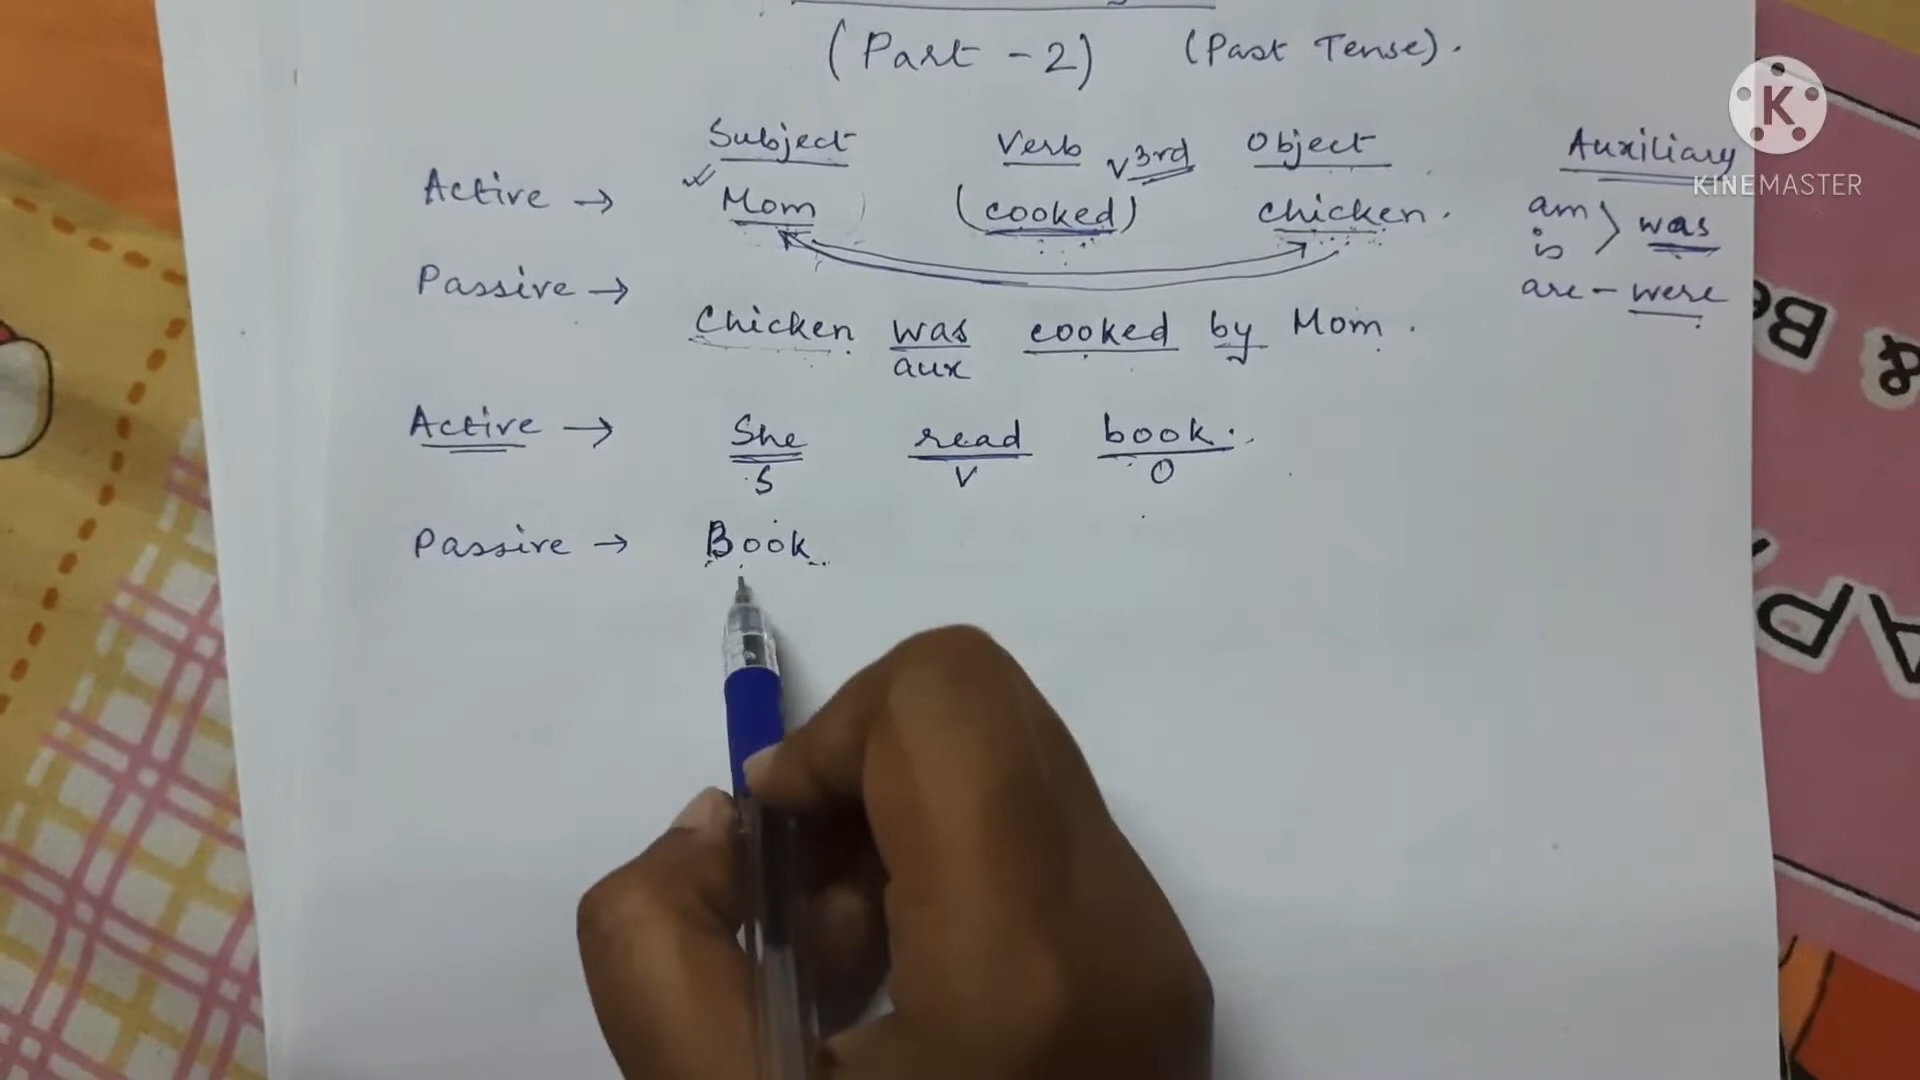 (Part - 2) (Past Tense).
Subject Verb V3rd Object Auxiliary
KINEMASTER
Active → Mom (cooked) chicken. am
is > was
Passive → are - were
Chicken was cooked by Mom.
aux
Active → She read book.
S V O
Passive → Book
K
&
AP